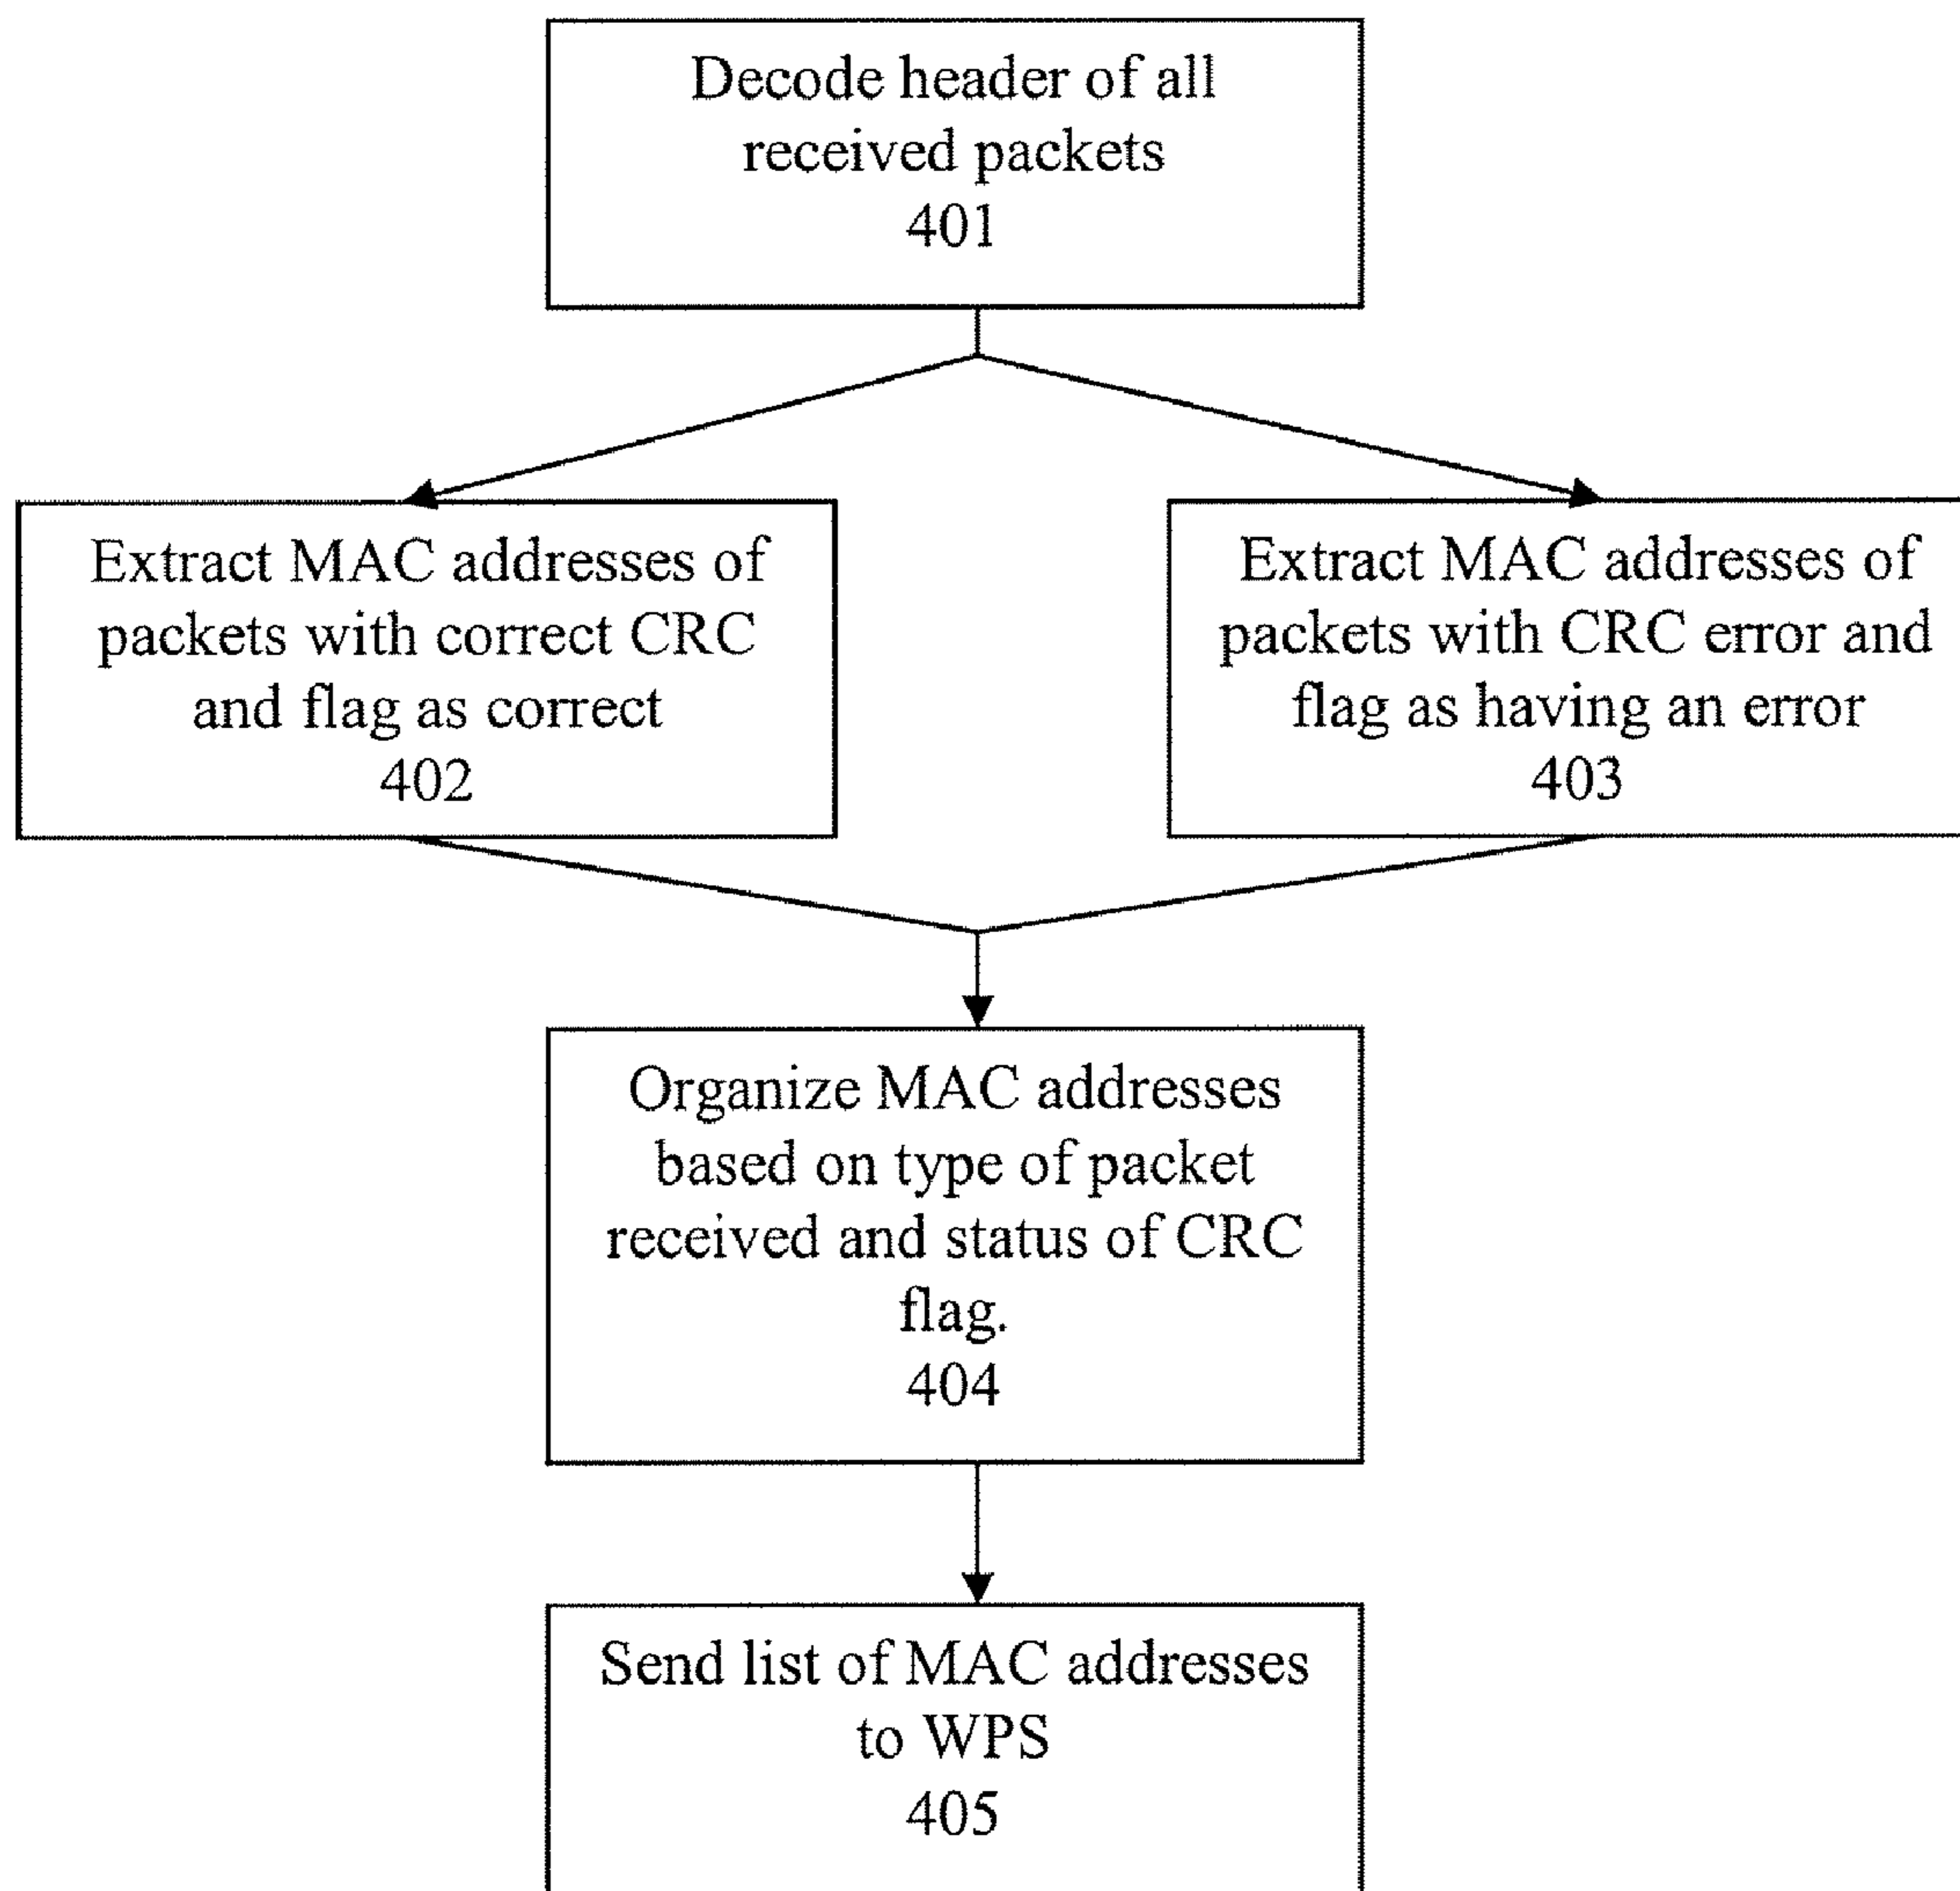 Decode header of all
received packets
401
Extract MAC addresses of
packets with correct CRC
and flag as correct
402
Extract MAC addresses of
packets with CRC error and
flag as having an error
403
Organize MAC addresses
based on type of packet
received and status of CRC
flag.
404
Send list of MAC addresses
to WPS
405